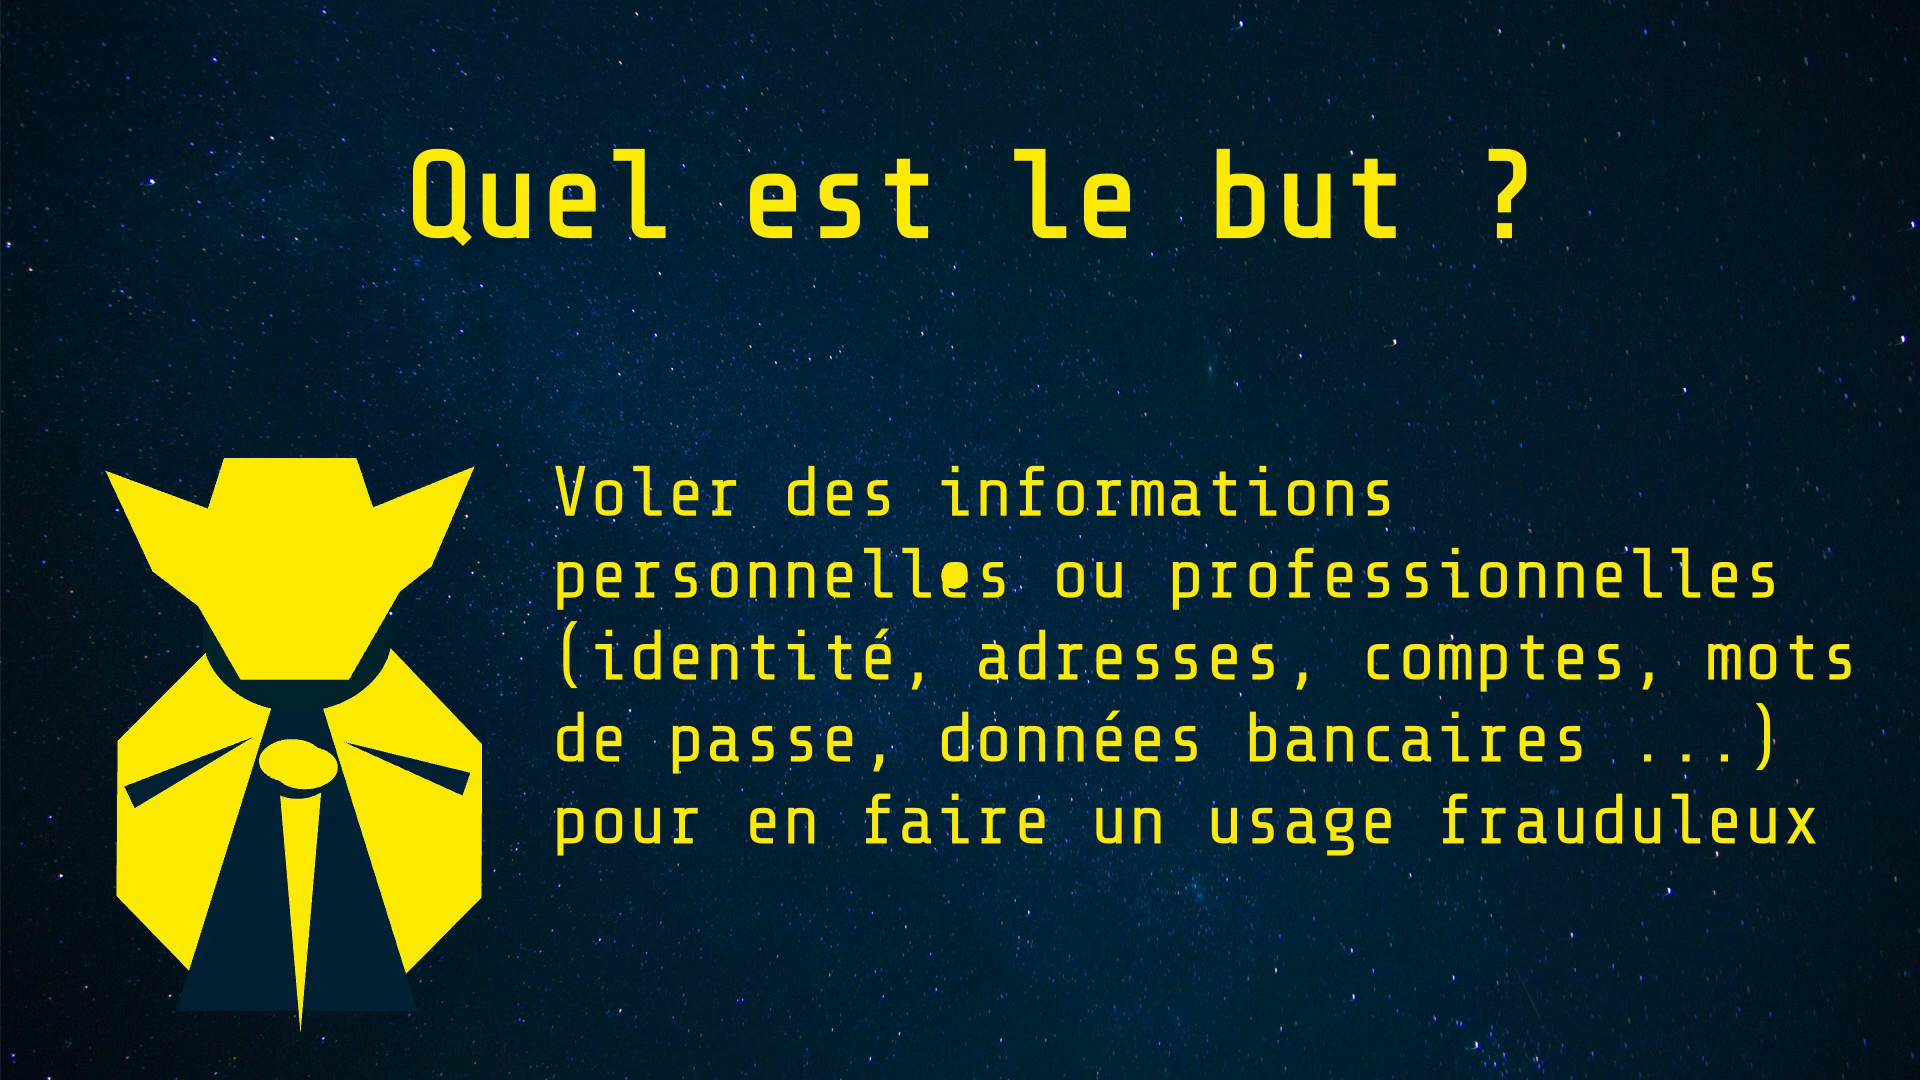 Quel est le but ?
Voler des informations
personnelles ou professionnelles
(identité, adresses, comptes, mots
de passe, données bancaires ...)
pour en faire un usage frauduleux